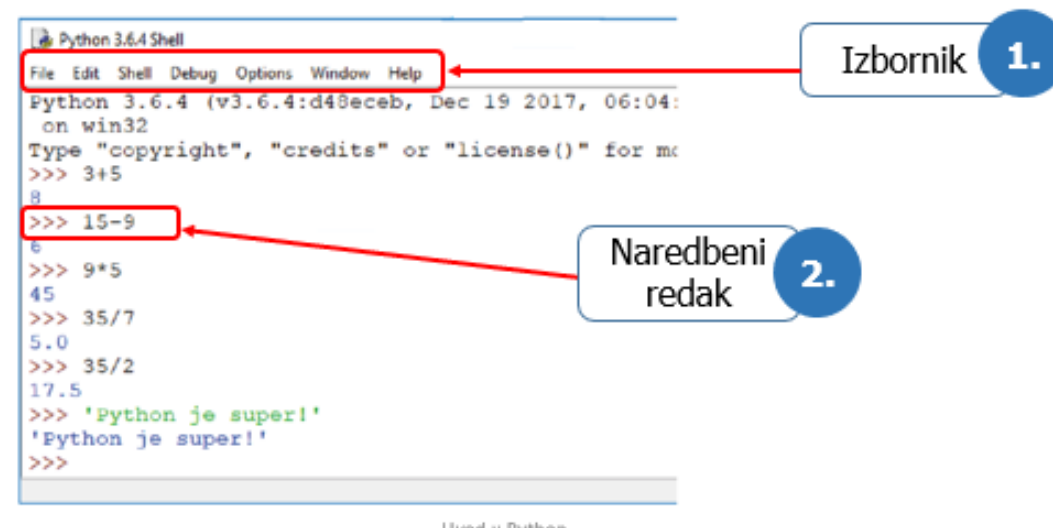 Python 3.6.4 Shell
File Edit Shell Debug Options Window Help
Python 3.6.4 (v3.6.4:d48eceb, Dec 19 2017, 06:04:
on win32
Type "copyright", "credits" or "license()" for
>>> 3+5
8
>>> 15-9
6
>>> 9*5
45
>>> 35/7
5.0
>>> 35/2
17.5
>>> 'Python je super!'
'Python je super!'
>>>
Izbornik 1.
Naredbeni
redak
2.
Uvod u Python